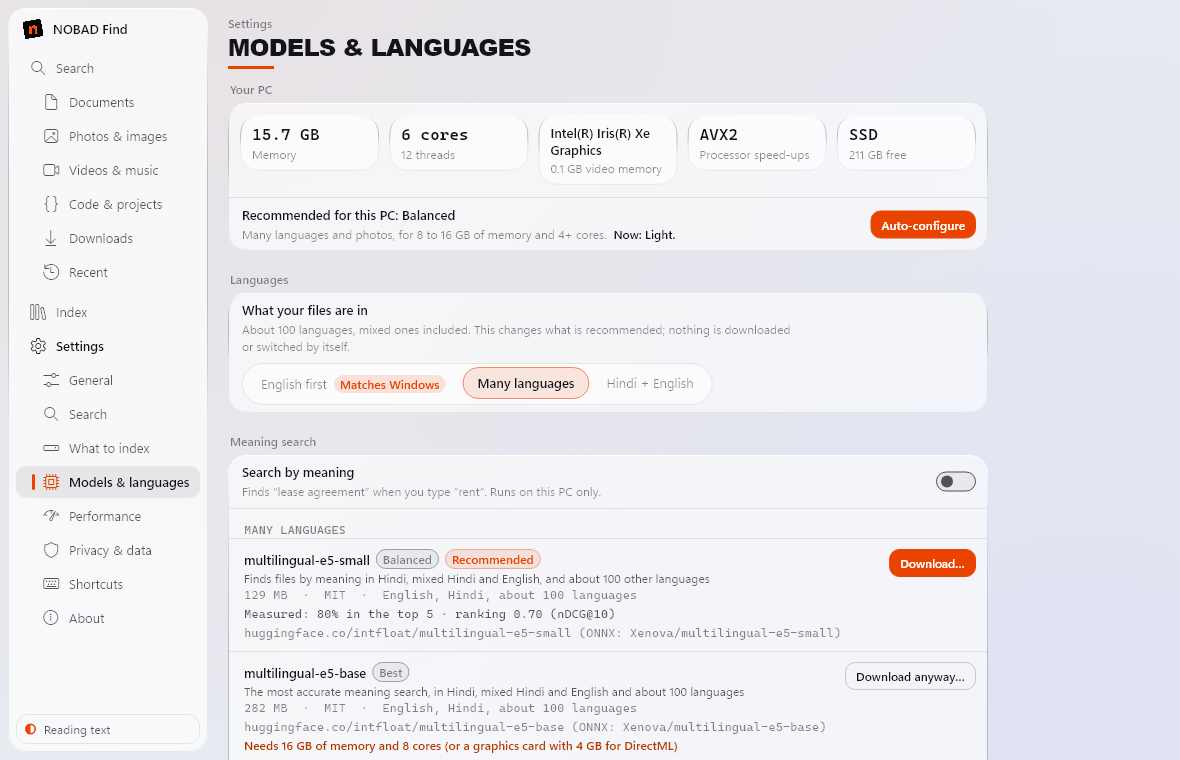 NOBAD Find
Search
Documents
Photos & images
Videos & music
Code & projects
Downloads
Recent
Index
Settings
General
Search
What to index
Models & languages
Performance
Privacy & data
Shortcuts
About
Reading text
Settings
MODELS & LANGUAGES
Your PC
15.7 GB
Memory
6 cores
12 threads
Intel(R) Iris(R) Xe
Graphics
0.1 GB video memory
AVX2
Processor speed-ups
SSD
211 GB free
Recommended for this PC: Balanced
Many languages and photos, for 8 to 16 GB of memory and 4+ cores. Now: Light.
Auto-configure
Languages
What your files are in
About 100 languages, mixed ones included. This changes what is recommended; nothing is downloaded
or switched by itself.
English first Matches Windows Many languages Hindi + English
Meaning search
Search by meaning
Finds “lease agreement” when you type “rent”. Runs on this PC only.
MANY LANGUAGES
multilingual-e5-small Balanced Recommended
Download...
Finds files by meaning in Hindi, mixed Hindi and English, and about 100 other languages
129 MB · MIT · English, Hindi, about 100 languages
Measured: 80% in the top 5 · ranking 0.70 (nDCG@10)
huggingface.co/intfloat/multilingual-e5-small (ONNX: Xenova/multilingual-e5-small)
multilingual-e5-base Best
Download anyway...
The most accurate meaning search, in Hindi, mixed Hindi and English and about 100 languages
282 MB · MIT · English, Hindi, about 100 languages
huggingface.co/intfloat/multilingual-e5-base (ONNX: Xenova/multilingual-e5-base)
Needs 16 GB of memory and 8 cores (or a graphics card with 4 GB for DirectML)